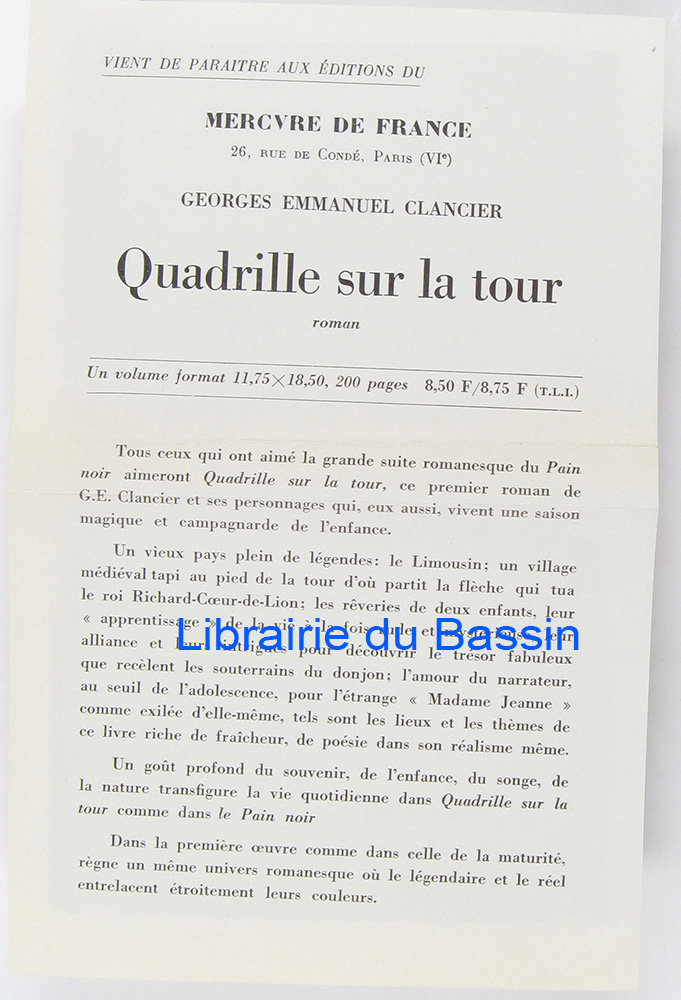 VIENT DE PARAITRE AUX ÉDITIONS DU
MERCVRE DE FRANCE
26, RUE DE CONDÉ, PARIS (VIe)
GEORGES EMMANUEL CLANCIER
Quadrille sur la tour
roman
Un volume format 11,75×18,50, 200 pages 8,50 F/8,75 F (T.L.I.)
Tous ceux qui ont aimé la grande suite romanesque du Pain
noir aimeront Quadrille sur la tour, ce premier roman de
G.E. Clancier et ses personnages qui, eux aussi, vivent une saison
magique et campagnarde de l'enfance.
Un vieux pays plein de légendes: le Limousin; un village
médiéval tapi au pied de la tour d'où partit la flèche qui tua
le roi Richard-Cœur-de-Lion; les rêveries de deux enfants, leur
« apprentissage » de la vie à la fois rude et mystérieuse, leur
Librairie du Bassin
alliance et leurs intrigues pour découvrir le trésor fabuleux
que recèlent les souterrains du donjon; l'amour du narrateur,
au seuil de l'adolescence, pour l'étrange « Madame Jeanne »
comme exilée d'elle-même, tels sont les lieux et les thèmes de
ce livre riche de fraîcheur, de poésie dans son réalisme même.
Un goût profond du souvenir, de l'enfance, du songe, de
la nature transfigure la vie quotidienne dans Quadrille sur la
tour comme dans le Pain noir
Dans la première œuvre comme dans celle de la maturité,
règne un même univers romanesque où le légendaire et le réel
entrelacent étroitement leurs couleurs.